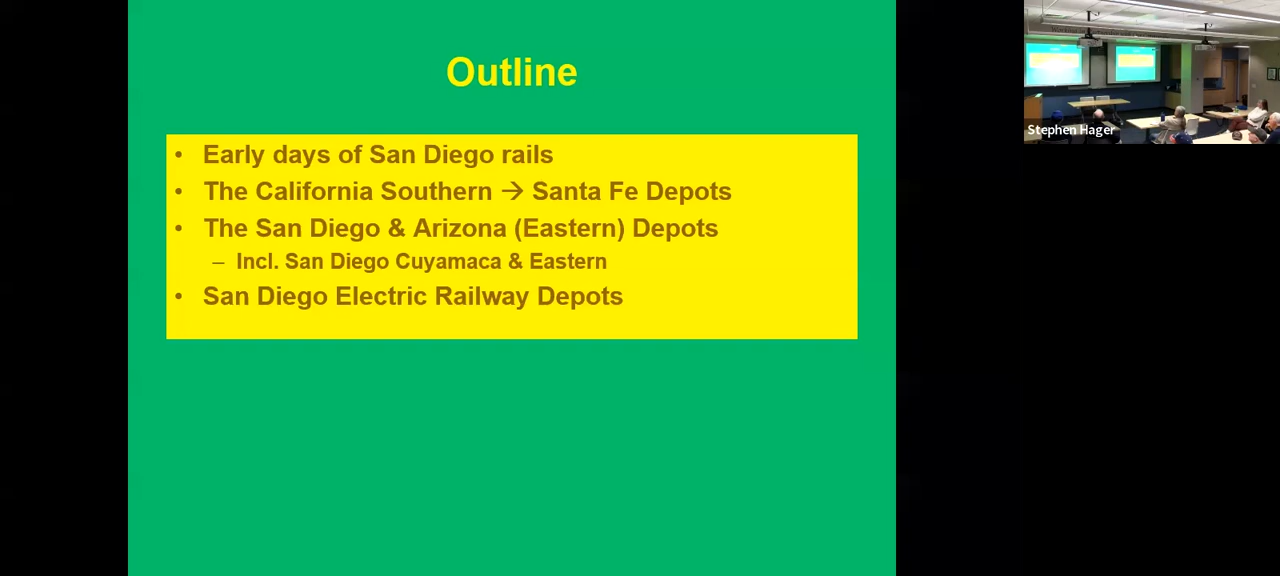 Outline
• Early days of San Diego rails
• The California Southern → Santa Fe Depots
• The San Diego & Arizona (Eastern) Depots
– Incl. San Diego Cuyamaca & Eastern
• San Diego Electric Railway Depots
Stephen Hager